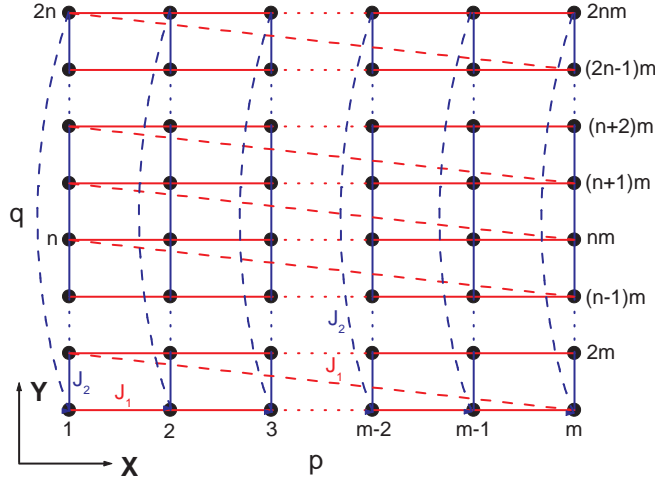 2n 2nm
(2n-1)m
(n+2)m
(n+1)m
q
n nm
(n-1)m
J2
2m
Y J2 J1 J1
1 2 3 m-2 m-1 m
X p